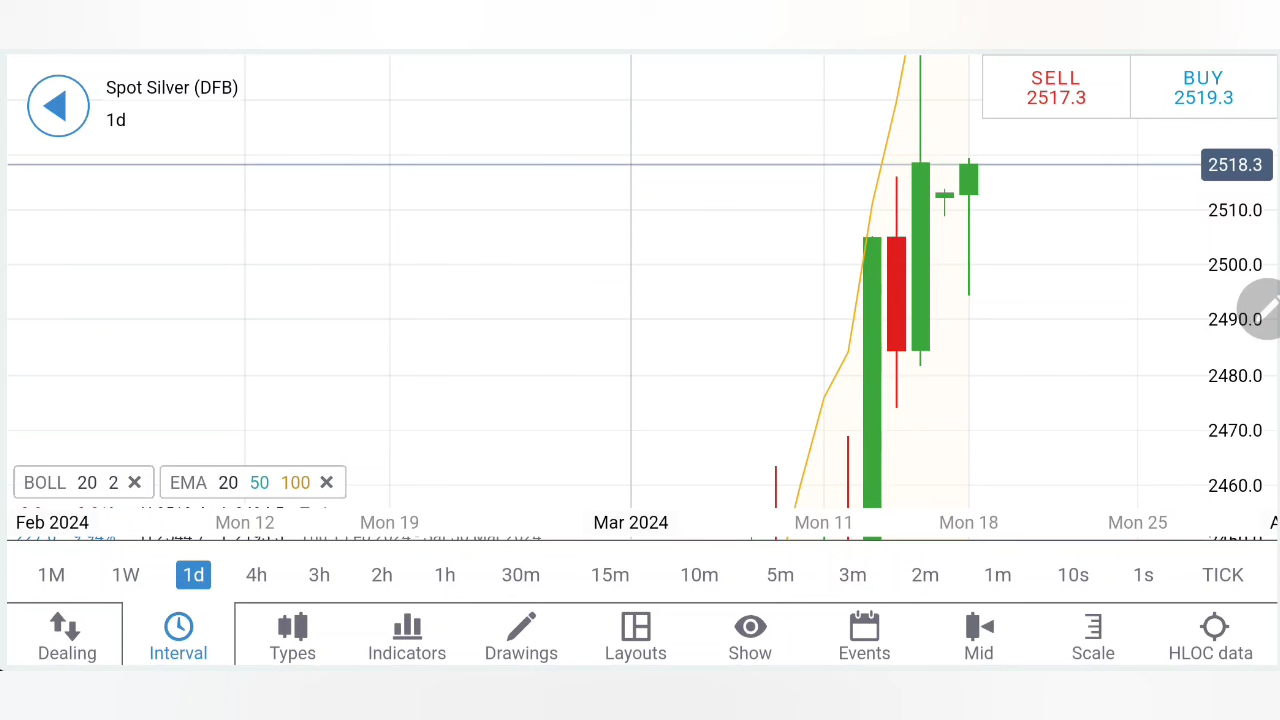 Spot Silver (DFB)
1d
SELL
2517.3
BUY
2519.3
2518.3
2510.0
2500.0
2490.0
2480.0
2470.0
2460.0
BOLL 20 2
EMA 20 50 100
Feb 2024 Mon 12 Mon 19 Mar 2024 Mon 11 Mon 18 Mon 25
1M 1W 1d 4h 3h 2h 1h 30m 15m 10m 5m 3m 2m 1m 10s 1s TICK
Dealing Interval Types Indicators Drawings Layouts Show Events Mid Scale HLOC data